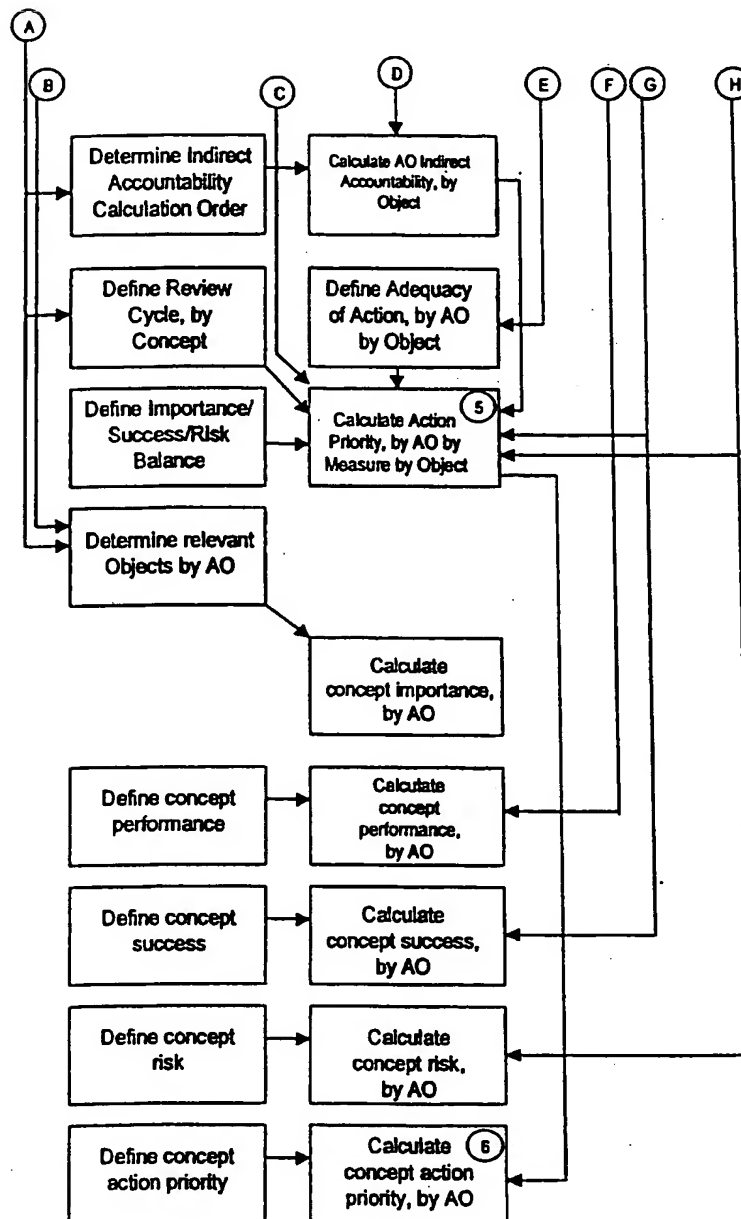 A
B
C
D
E
F
G
H
Determine Indirect
Accountability
Calculation Order
Calculate AO Indirect
Accountability, by
Object
Define Review
Cycle, by
Concept
Define Adequacy
of Action, by AO
by Object
Define Importance/
Success/Risk
Balance
5
Calculate Action
Priority, by AO by
Measure by Object
Determine relevant
Objects by AO
Calculate
concept importance,
by AO
Define concept
performance
Calculate
concept
performance,
by AO
Define concept
success
Calculate
concept success,
by AO
Define concept
risk
Calculate
concept risk,
by AO
Define concept
action priority
6
Calculate
concept action
priority, by AO